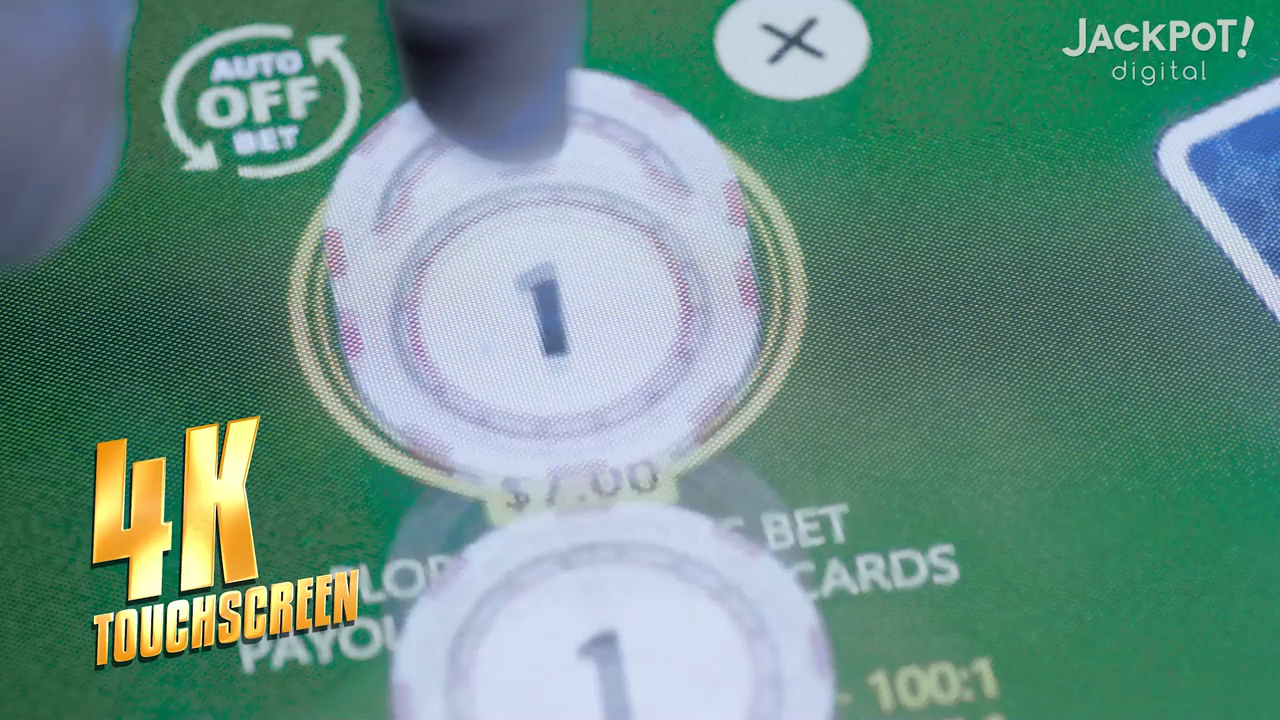 JACKPOT!
digital
AUTO
OFF
BET
1
$7.00
BET
CARDS
4K
TOUCHSCREEN
1
100:1